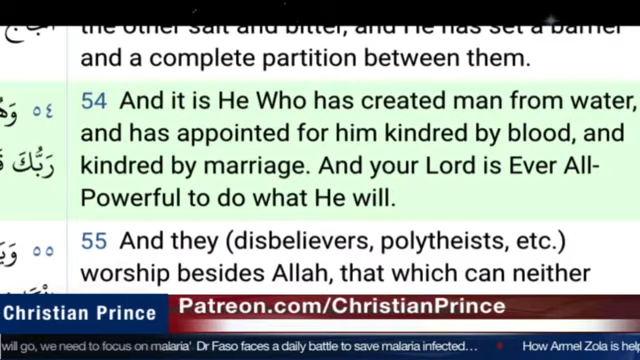 the other salt and bitter, and He has set a barrier
and a complete partition between them.
٥٤
54 And it is He Who has created man from water,
and has appointed for him kindred by blood, and
رَبُّكَ
kindred by marriage. And your Lord is Ever All-
Powerful to do what He will.
٥٥
55 And they (disbelievers, polytheists, etc.)
worship besides Allah, that which can neither
Christian Prince
Patreon.com/ChristianPrince
will go, we need to focus on malaria' Dr Faso faces a daily battle to save malaria infected... How Armel Zola is help